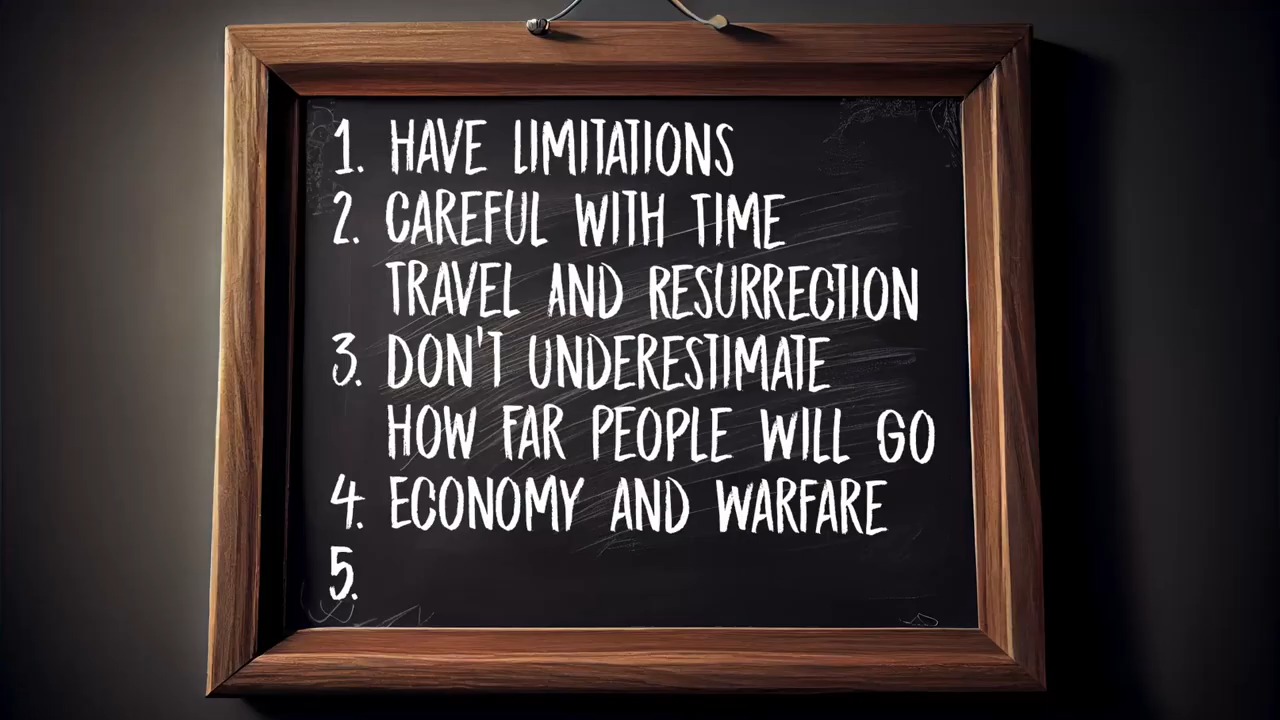 1. HAVE LIMITATIONS
2. CAREFUL WITH TIME
TRAVEL AND RESURRECTION
3. DON'T UNDERESTIMATE
HOW FAR PEOPLE WILL GO
4. ECONOMY AND WARFARE
5.